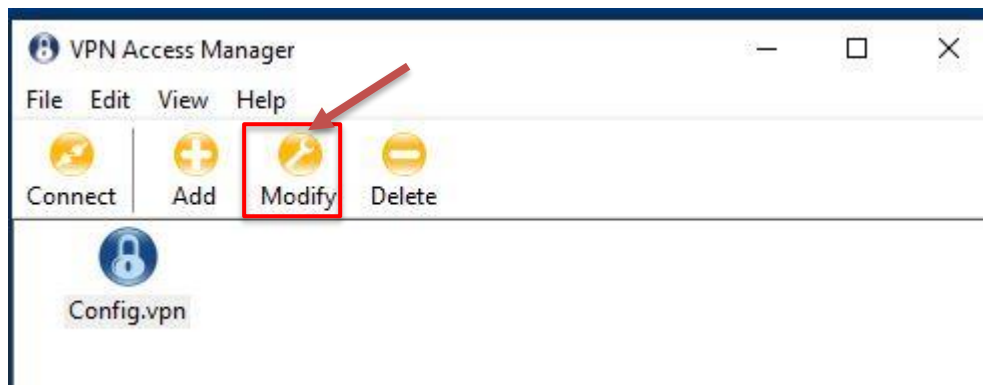 VPN Access Manager
File Edit View Help
Connect Add Modify Delete
Config.vpn